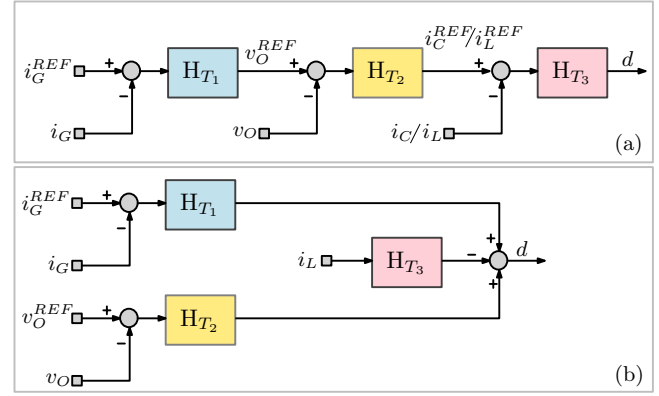 i_G^{REF} + − H_{T_1} v_O^{REF} + − H_{T_2} i_C^{REF}/i_L^{REF} + − H_{T_3} d
i_G v_O i_C/i_L (a)
i_G^{REF} + − H_{T_1}
i_G i_L H_{T_3} − + + d
v_O^{REF} + − H_{T_2}
v_O (b)